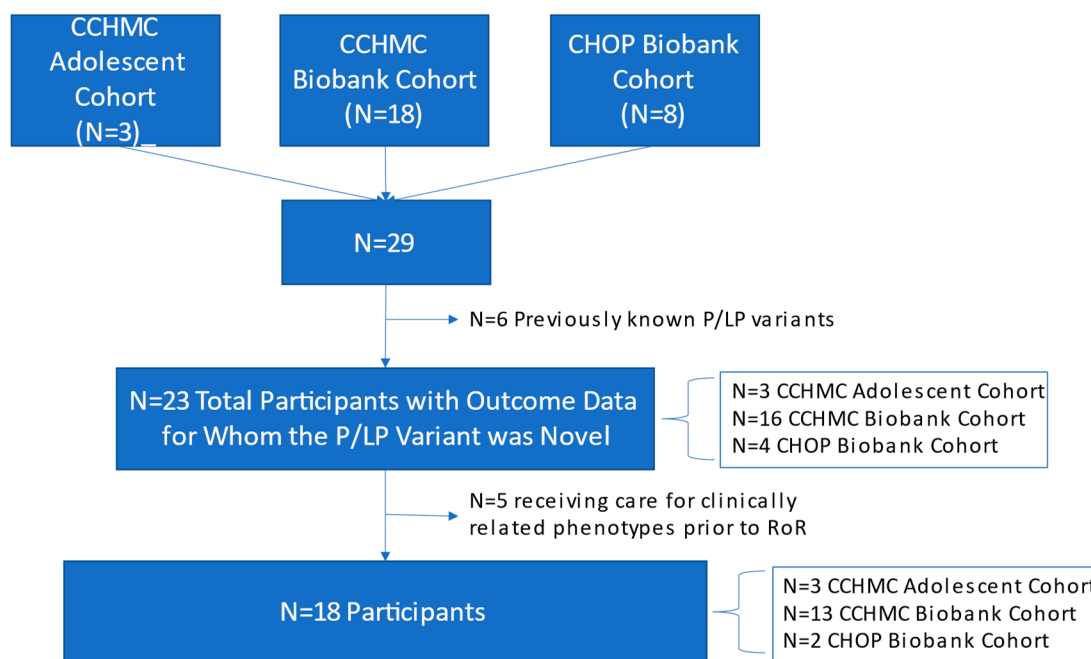 CCHMC
Adolescent
Cohort
(N=3)_
CCHMC
Biobank Cohort
(N=18)
CHOP Biobank
Cohort
(N=8)
N=29
N=6 Previously known P/LP variants
N=23 Total Participants with Outcome Data
for Whom the P/LP Variant was Novel
N=3 CCHMC Adolescent Cohort
N=16 CCHMC Biobank Cohort
N=4 CHOP Biobank Cohort
N=5 receiving care for clinically
related phenotypes prior to RoR
N=18 Participants
N=3 CCHMC Adolescent Cohort
N=13 CCHMC Biobank Cohort
N=2 CHOP Biobank Cohort